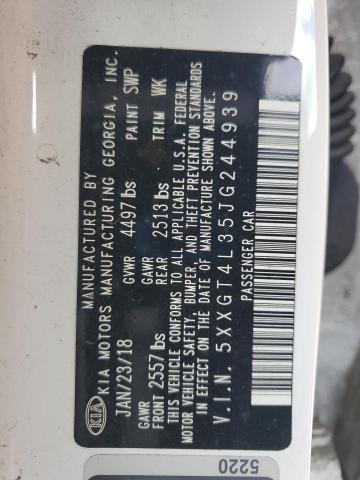 MANUFACTURED BY
KIA KIA MOTORS MANUFACTURING GEORGIA, INC.
JAN/23/18 GVWR 4497 lbs PAINT SWP
GAWR FRONT 2557 lbs GAWR REAR 2513 lbs TRIM WK
THIS VEHICLE CONFORMS TO ALL APPLICABLE U.S.A. FEDERAL
MOTOR VEHICLE SAFETY, BUMPER, AND THEFT PREVENTION STANDARDS
IN EFFECT ON THE DATE OF MANUFACTURE SHOWN ABOVE.
V.I.N. 5XXGT4L35JG244939
PASSENGER CAR
5220